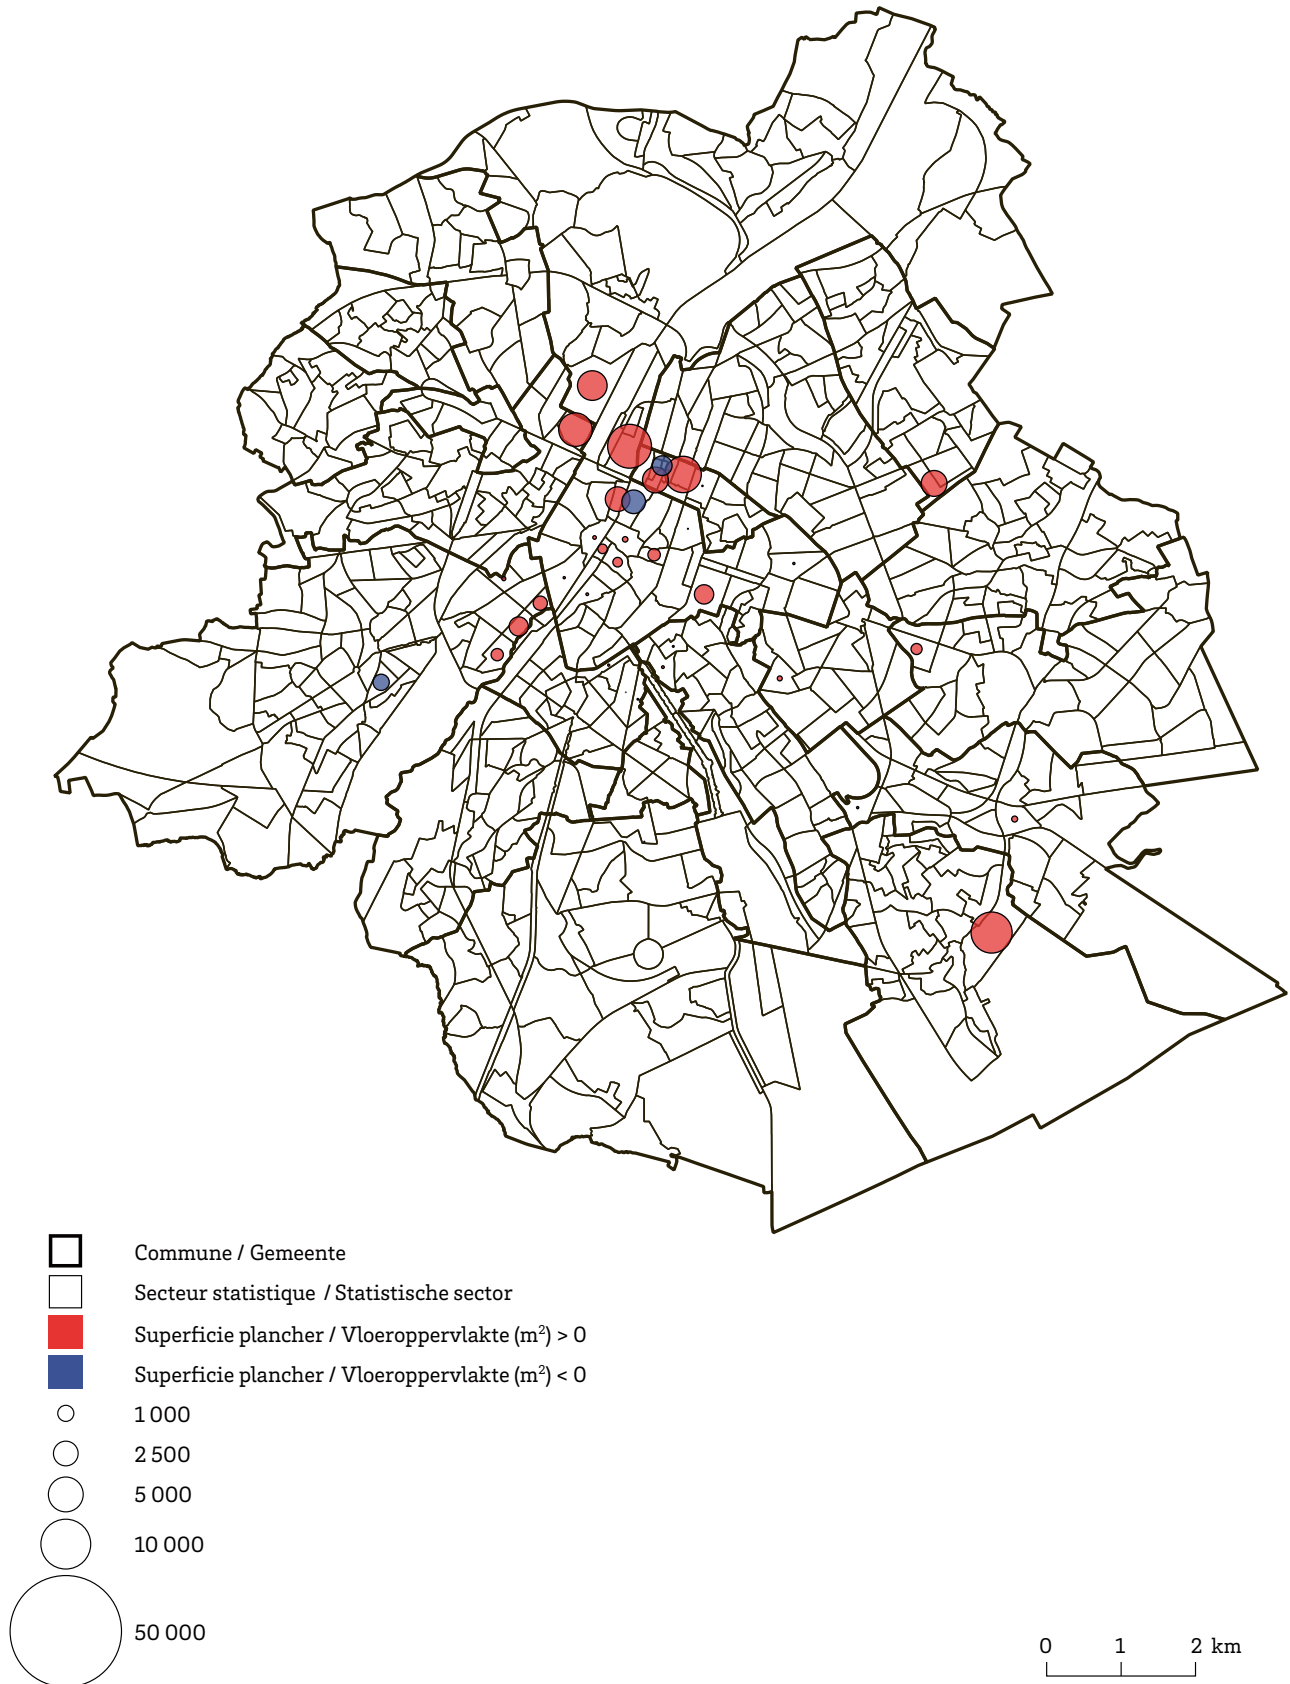 Commune / Gemeente
Secteur statistique / Statistische sector
Superficie plancher / Vloeroppervlakte (m²) > 0
Superficie plancher / Vloeroppervlakte (m²) < 0
1 000
2 500
5 000
10 000
50 000
0 1 2 km